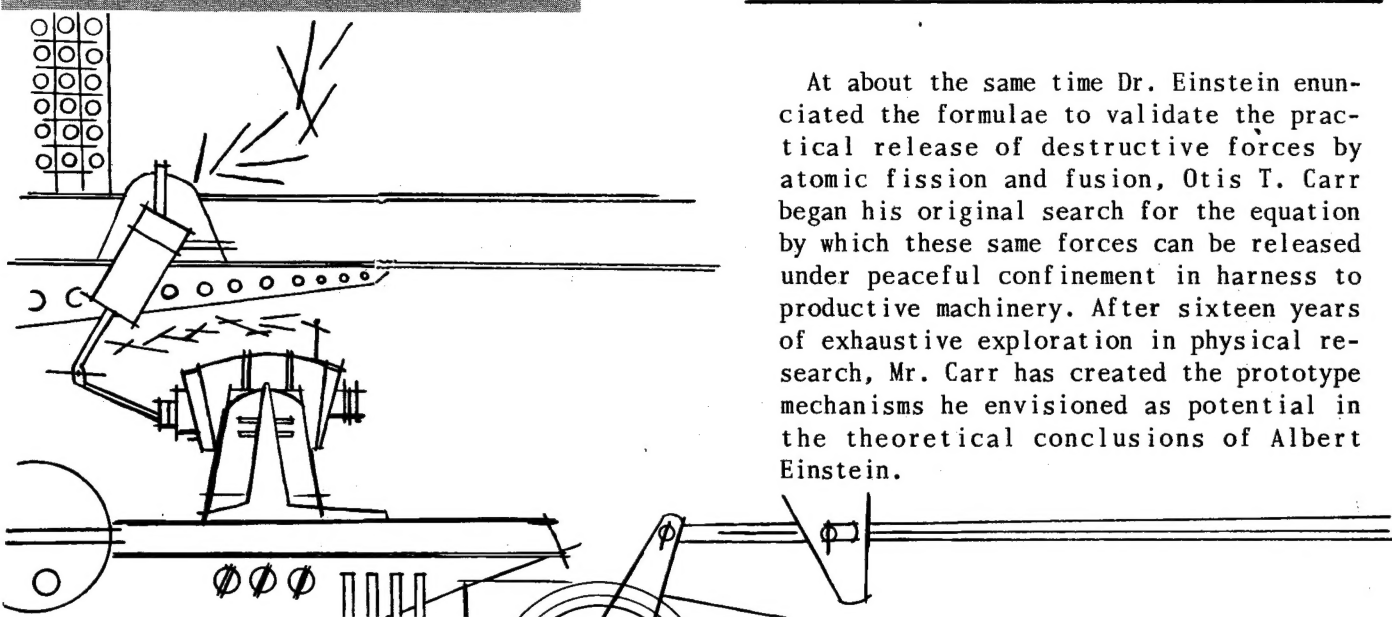 At about the same time Dr. Einstein enun-
ciated the formulae to validate the prac-
tical release of destructive forces by
atomic fission and fusion, Otis T. Carr
began his original search for the equation
by which these same forces can be released
under peaceful confinement in harness to
productive machinery. After sixteen years
of exhaustive exploration in physical re-
search, Mr. Carr has created the prototype
mechanisms he envisioned as potential in
the theoretical conclusions of Albert
Einstein.